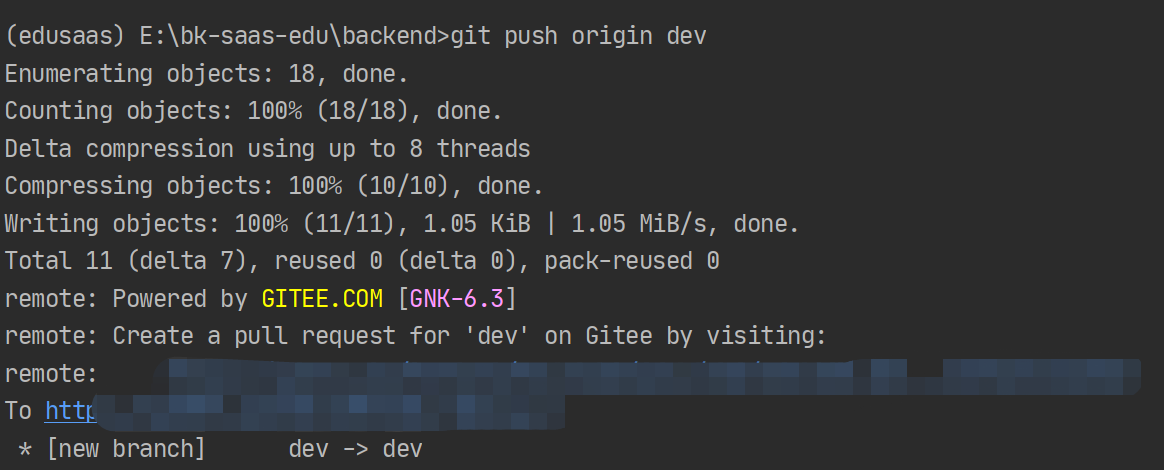 (edusaas) E:\bk-saas-edu\backend>git push origin dev
Enumerating objects: 18, done.
Counting objects: 100% (18/18), done.
Delta compression using up to 8 threads
Compressing objects: 100% (10/10), done.
Writing objects: 100% (11/11), 1.05 KiB | 1.05 MiB/s, done.
Total 11 (delta 7), reused 0 (delta 0), pack-reused 0
remote: Powered by GITEE.COM [GNK-6.3]
remote: Create a pull request for 'dev' on Gitee by visiting:
remote:
To http
 * [new branch]      dev -> dev